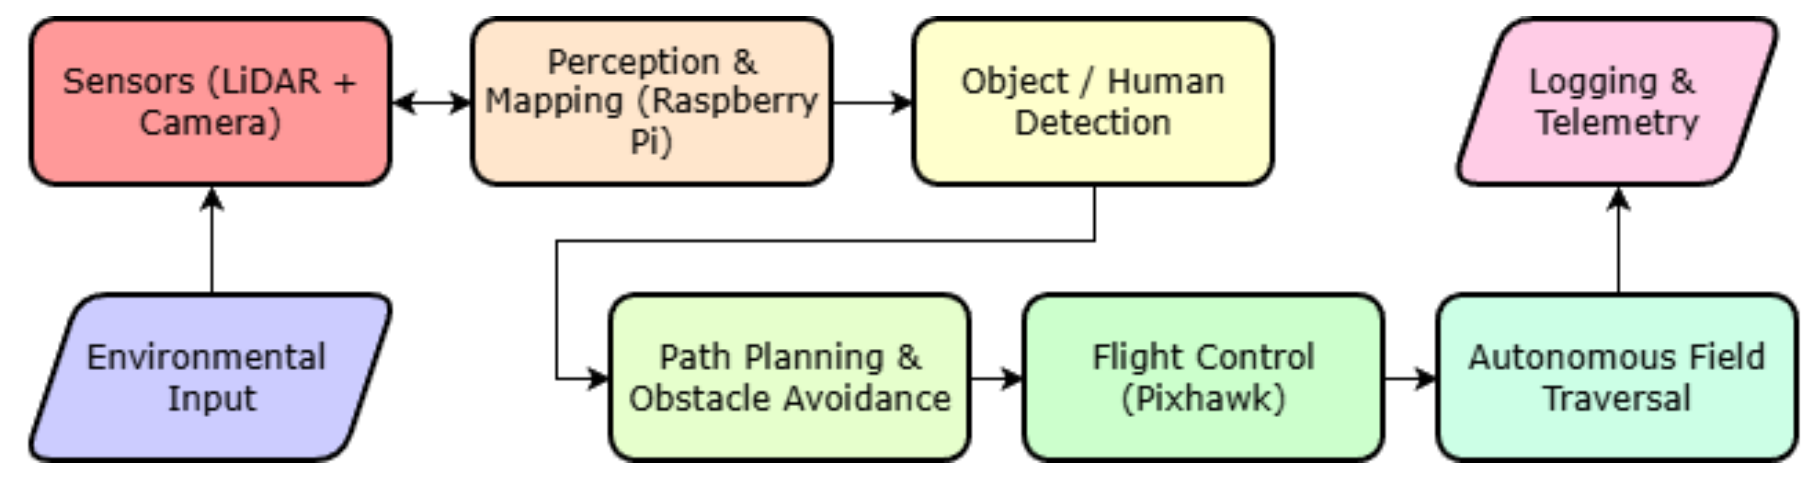 Sensors (LiDAR +
Camera)
Perception &
Mapping (Raspberry
Pi)
Object / Human
Detection
Logging &
Telemetry
Environmental
Input
Path Planning &
Obstacle Avoidance
Flight Control
(Pixhawk)
Autonomous Field
Traversal